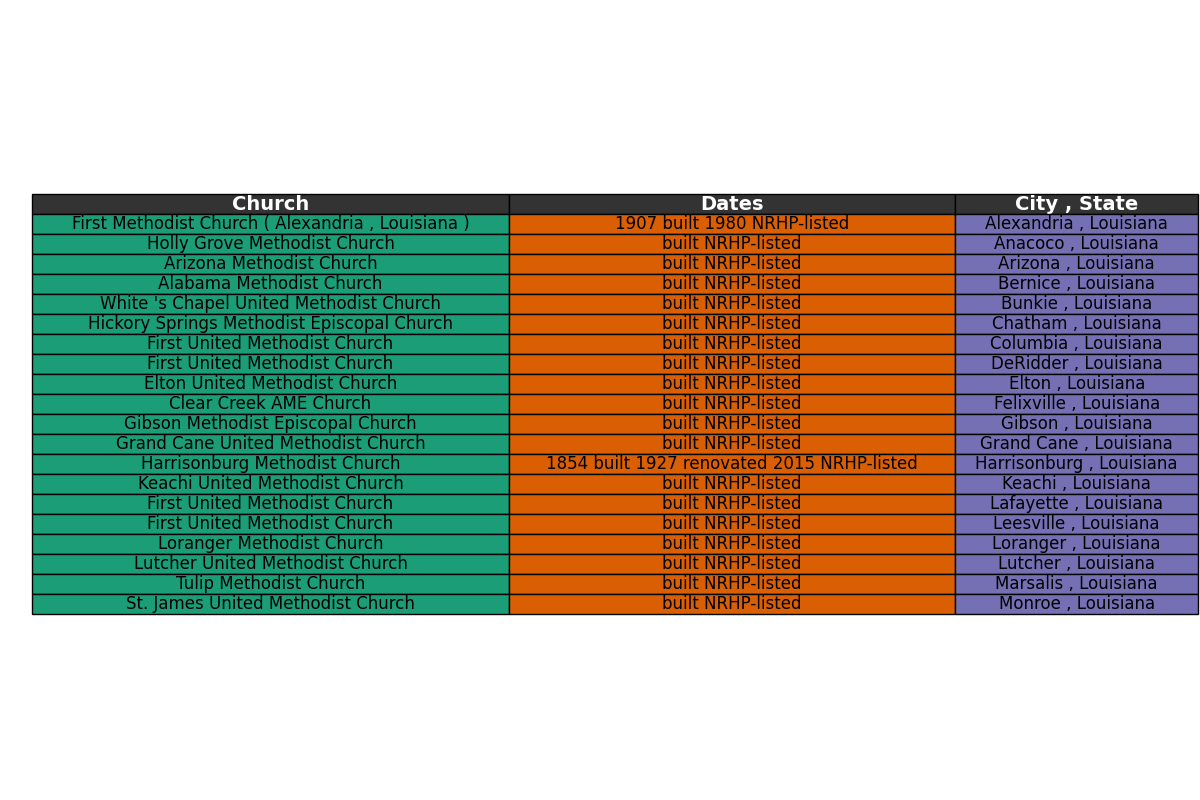 Church Dates City , State
First Methodist Church ( Alexandria , Louisiana ) 1907 built 1980 NRHP-listed Alexandria , Louisiana
Holly Grove Methodist Church built NRHP-listed Anacoco , Louisiana
Arizona Methodist Church built NRHP-listed Arizona , Louisiana
Alabama Methodist Church built NRHP-listed Bernice , Louisiana
White 's Chapel United Methodist Church built NRHP-listed Bunkie , Louisiana
Hickory Springs Methodist Episcopal Church built NRHP-listed Chatham , Louisiana
First United Methodist Church built NRHP-listed Columbia , Louisiana
First United Methodist Church built NRHP-listed DeRidder , Louisiana
Elton United Methodist Church built NRHP-listed Elton , Louisiana
Clear Creek AME Church built NRHP-listed Felixville , Louisiana
Gibson Methodist Episcopal Church built NRHP-listed Gibson , Louisiana
Grand Cane United Methodist Church built NRHP-listed Grand Cane , Louisiana
Harrisonburg Methodist Church 1854 built 1927 renovated 2015 NRHP-listed Harrisonburg , Louisiana
Keachi United Methodist Church built NRHP-listed Keachi , Louisiana
First United Methodist Church built NRHP-listed Lafayette , Louisiana
First United Methodist Church built NRHP-listed Leesville , Louisiana
Loranger Methodist Church built NRHP-listed Loranger , Louisiana
Lutcher United Methodist Church built NRHP-listed Lutcher , Louisiana
Tulip Methodist Church built NRHP-listed Marsalis , Louisiana
St. James United Methodist Church built NRHP-listed Monroe , Louisiana